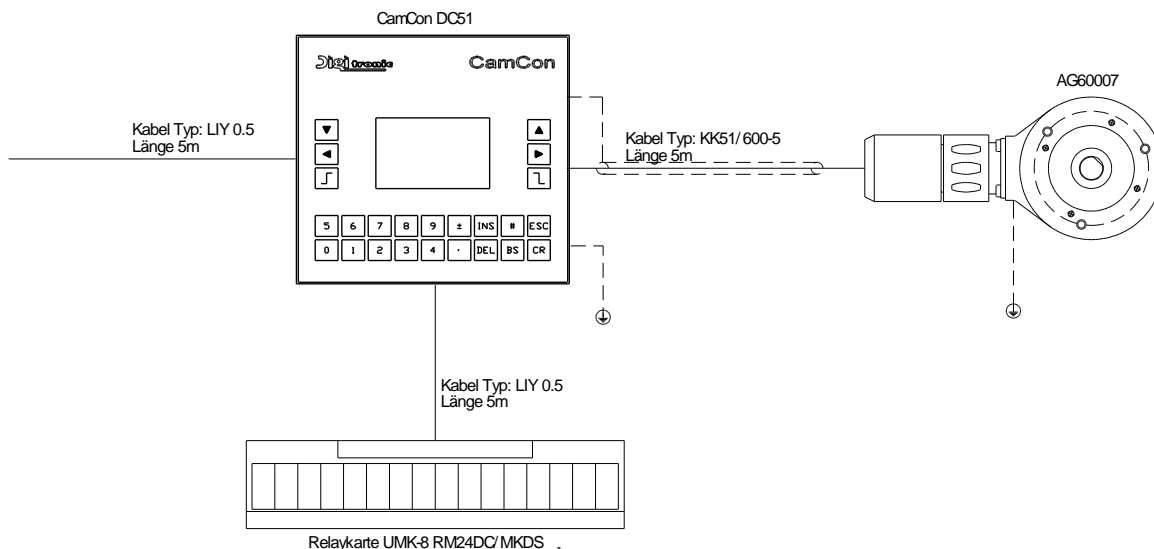 CamCon DC51
Digitronic CamCon
AG60007
Kabel Typ: LIY 0.5
Länge 5m
Kabel Typ: KK51/600-5
Länge 5m
5 6 7 8 9 ± INS # ESC
0 1 2 3 4 . DEL BS CR
Kabel Typ: LIY 0.5
Länge 5m
Relaykarte UMK-8 RM24DC/MKDS